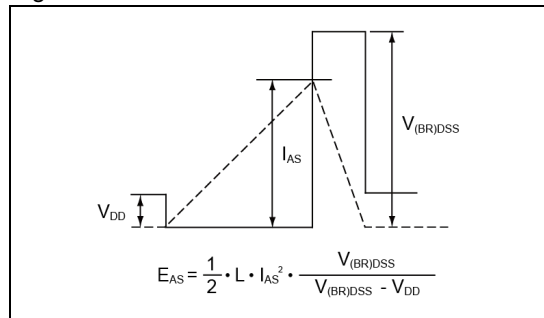 V(BR)DSS
IAS
VDD
EAS = 1/2 • L • IAS² • V(BR)DSS / V(BR)DSS - VDD